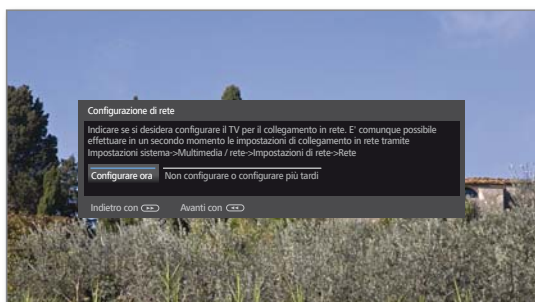 Configurazione di rete
Indicare se si desidera configurare il TV per il collegamento in rete. E' comunque possibile
effettuare in un secondo momento le impostazioni di collegamento in rete tramite
Impostazioni sistema->Multimedia / rete->Impostazioni di rete->Rete
Configurare ora Non configurare o configurare più tardi
Indietro con Avanti con